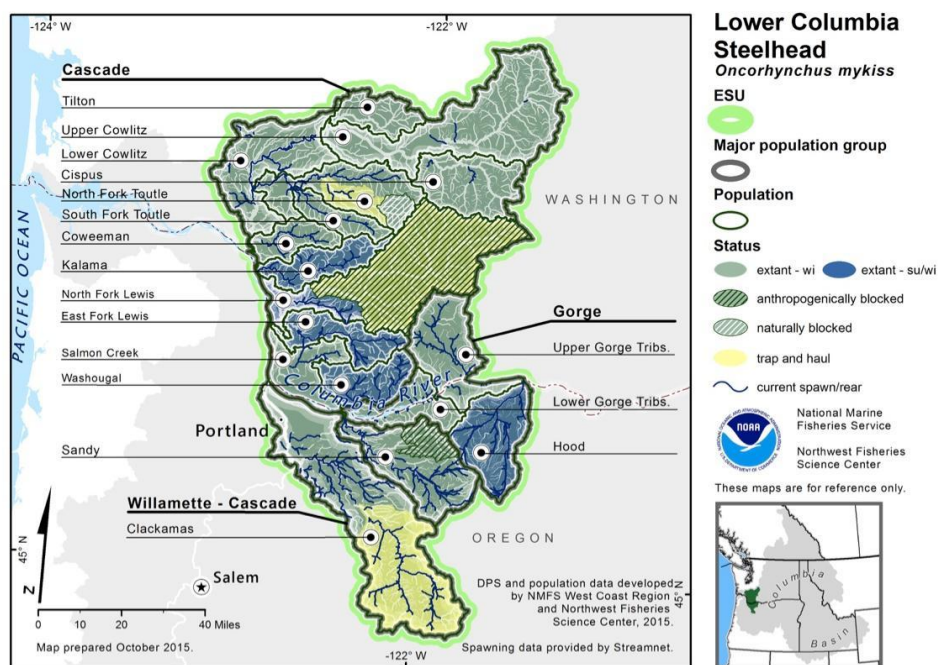 -124° W
-122° W
Cascade
Tilton
Upper Cowlitz
Lower Cowlitz
Cispus
North Fork Toutle
South Fork Toutle
Coweeman
Kalama
North Fork Lewis
East Fork Lewis
Salmon Creek
Washougal
Portland
Sandy
Willamette - Cascade
Clackamas
PACIFIC OCEAN
WASHINGTON
Gorge
Upper Gorge Tribs.
Columbia River
Lower Gorge Tribs.
Hood
OREGON
45° N
Salem
N
0 10 20 40 Miles
Map prepared October 2015.
-122° W
45° N
DPS and population data developed
by NMFS West Coast Region
and Northwest Fisheries
Science Center, 2015.
Spawning data provided by Streamnet.
Lower Columbia
Steelhead
Oncorhynchus mykiss
ESU
Major population group
Population
Status
extant - wi
extant - su/wi
anthropogenically blocked
naturally blocked
trap and haul
current spawn/rear
NOAA
National Marine
Fisheries Service
Northwest Fisheries
Science Center
These maps are for reference only.
Columbia
Basin